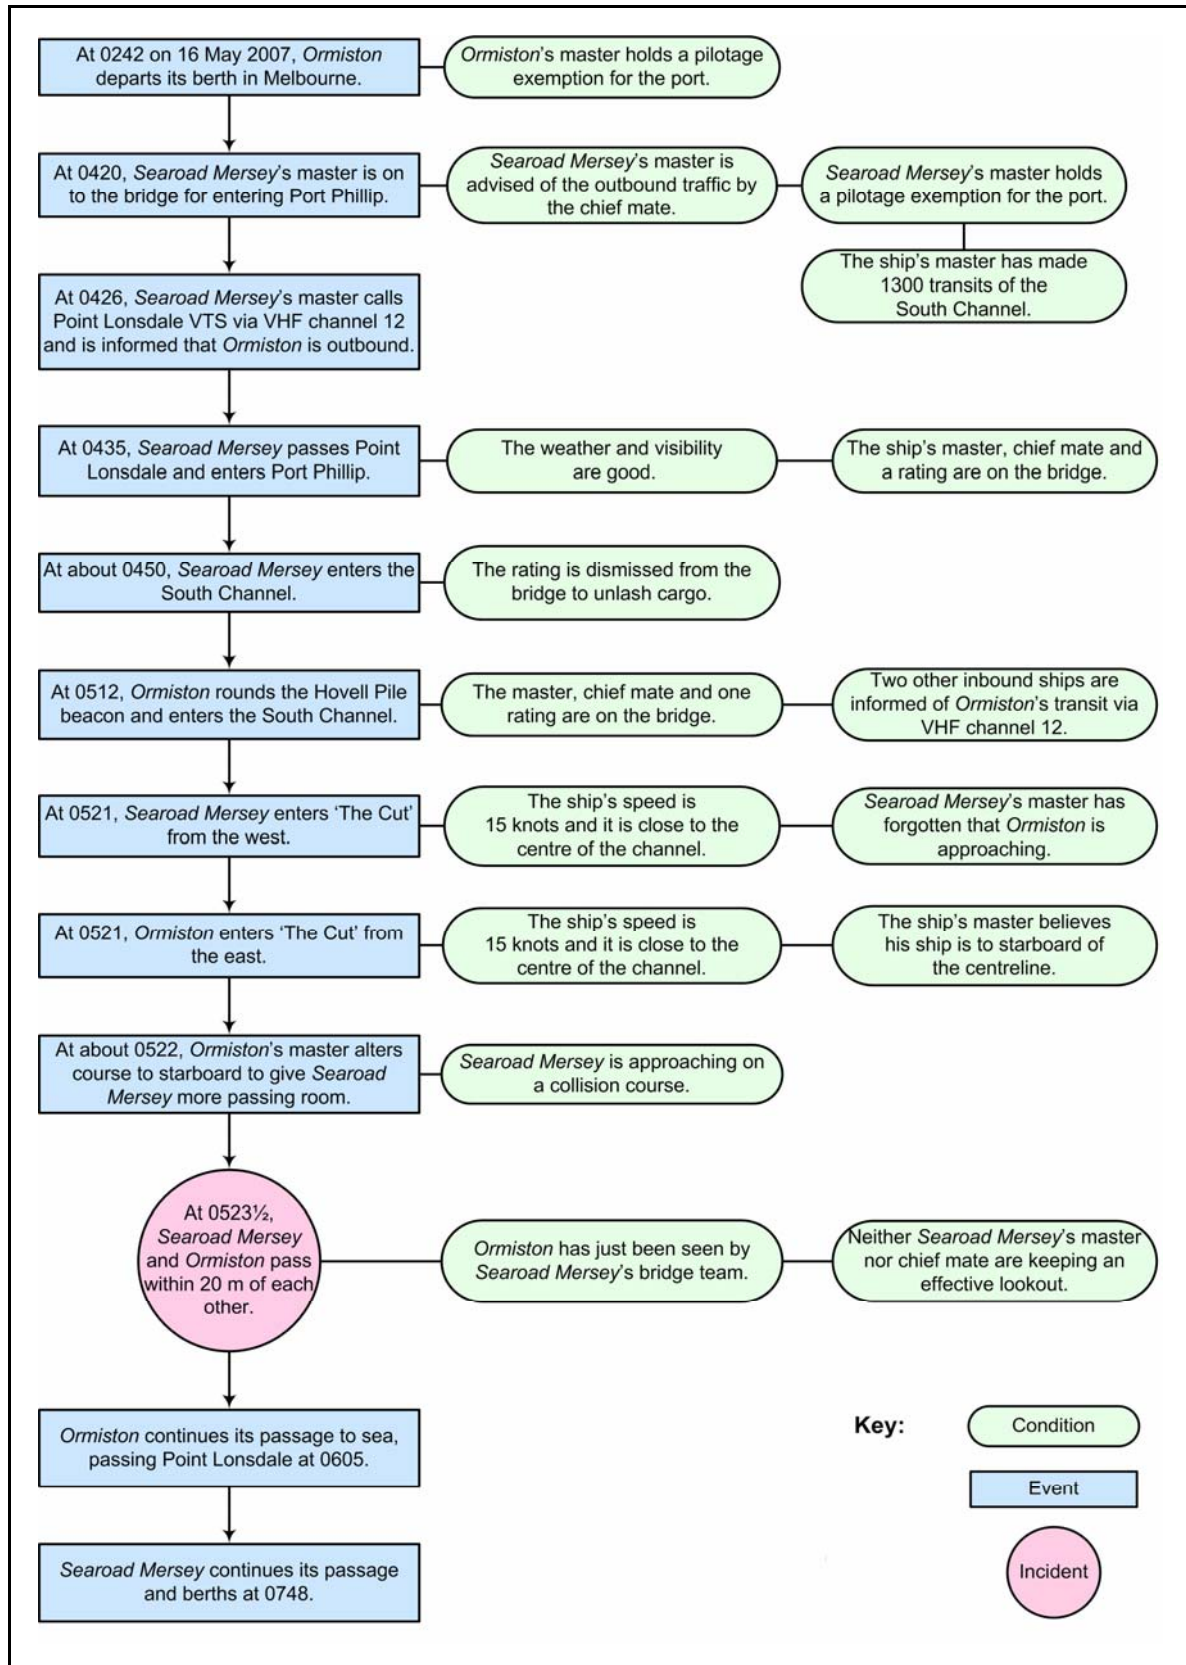 At 0242 on 16 May 2007, Ormiston
departs its berth in Melbourne.
Ormiston's master holds a pilotage
exemption for the port.
At 0420, Searoad Mersey's master is on
to the bridge for entering Port Phillip.
Searoad Mersey's master is
advised of the outbound traffic by
the chief mate.
Searoad Mersey's master holds
a pilotage exemption for the port.
The ship's master has made
1300 transits of the
South Channel.
At 0426, Searoad Mersey's master calls
Point Lonsdale VTS via VHF channel 12
and is informed that Ormiston is outbound.
At 0435, Searoad Mersey passes Point
Lonsdale and enters Port Phillip.
The weather and visibility
are good.
The ship's master, chief mate and
a rating are on the bridge.
At about 0450, Searoad Mersey enters the
South Channel.
The rating is dismissed from the
bridge to unlash cargo.
At 0512, Ormiston rounds the Hovell Pile
beacon and enters the South Channel.
The master, chief mate and one
rating are on the bridge.
Two other inbound ships are
informed of Ormiston's transit via
VHF channel 12.
At 0521, Searoad Mersey enters 'The Cut'
from the west.
The ship's speed is
15 knots and it is close to the
centre of the channel.
Searoad Mersey's master has
forgotten that Ormiston is
approaching.
At 0521, Ormiston enters 'The Cut' from
the east.
The ship's speed is
15 knots and it is close to the
centre of the channel.
The ship's master believes
his ship is to starboard of
the centreline.
At about 0522, Ormiston's master alters
course to starboard to give Searoad
Mersey more passing room.
Searoad Mersey is approaching on
a collision course.
At 0523½,
Searoad Mersey
and Ormiston pass
within 20 m of each
other.
Ormiston has just been seen by
Searoad Mersey's bridge team.
Neither Searoad Mersey's master
nor chief mate are keeping an
effective lookout.
Ormiston continues its passage to sea,
passing Point Lonsdale at 0605.
Searoad Mersey continues its passage
and berths at 0748.
Key:
Condition
Event
Incident